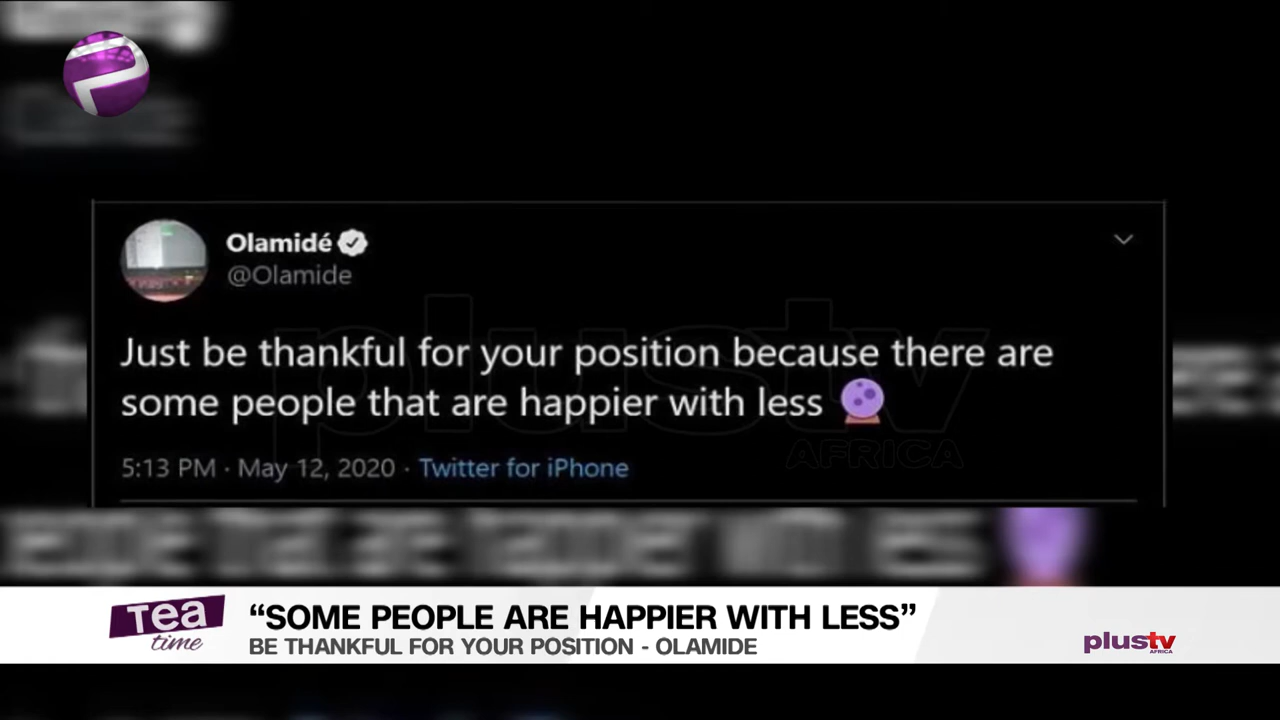 Olamidé
@Olamide
Just be thankful for your position because there are
some people that are happier with less
5:13 PM · May 12, 2020 · Twitter for iPhone
plustv
AFRICA
Tea
time
“SOME PEOPLE ARE HAPPIER WITH LESS”
BE THANKFUL FOR YOUR POSITION - OLAMIDE
plustv
AFRICA